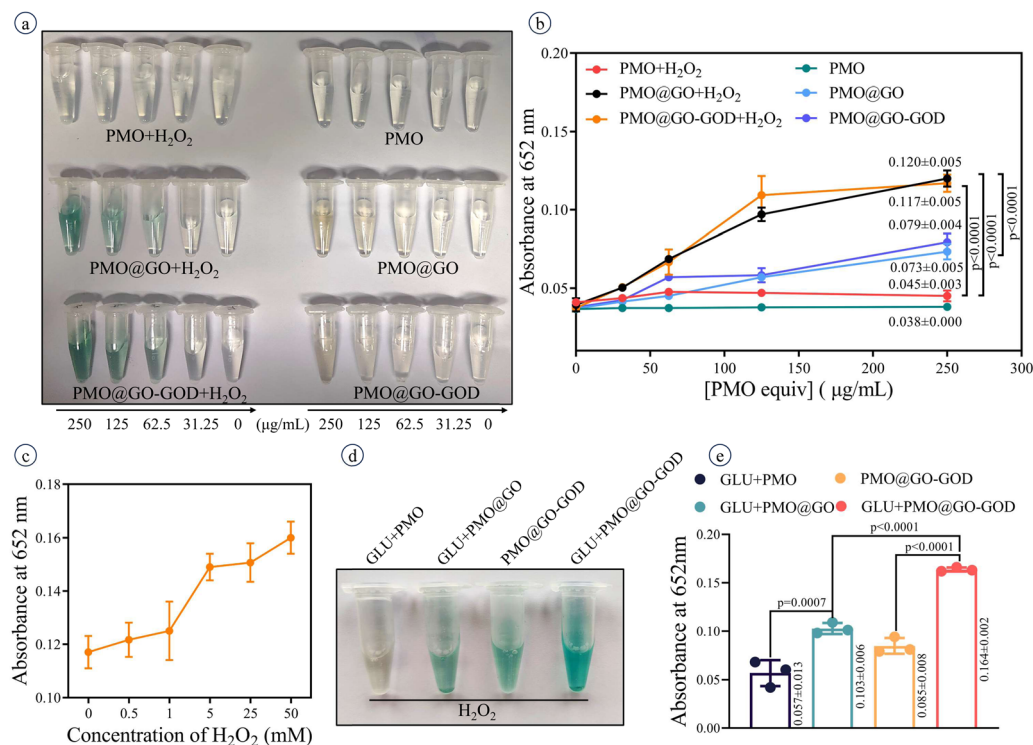 a
PMO+H₂O₂
PMO
PMO@GO+H₂O₂
PMO@GO
PMO@GO-GOD+H₂O₂
PMO@GO-GOD
250 125 62.5 31.25 0 (μg/mL) 250 125 62.5 31.25 0
b
Absorbance at 652 nm
0.20
0.15
0.10
0.05
PMO+H₂O₂
PMO@GO+H₂O₂
PMO@GO-GOD+H₂O₂
PMO
PMO@GO
PMO@GO-GOD
0.120±0.005
0.117±0.005
0.079±0.004
0.073±0.005
0.045±0.003
0.038±0.000
p<0.0001
p<0.0001
p<0.0001
0 50 100 150 200 250 300
[PMO equiv] ( μg/mL)
c
Absorbance at 652 nm
0.18
0.16
0.14
0.12
0.10
0 0.5 1 5 25 50
Concentration of H₂O₂ (mM)
d
GLU+PMO
GLU+PMO@GO
PMO@GO-GOD
GLU+PMO@GO-GOD
H₂O₂
e
GLU+PMO
PMO@GO-GOD
GLU+PMO@GO
GLU+PMO@GO-GOD
Absorbance at 652nm
0.20
0.15
0.10
0.05
0.00
p<0.0001
p<0.0001
p=0.0007
0.057±0.013
0.103±0.006
0.085±0.008
0.164±0.002